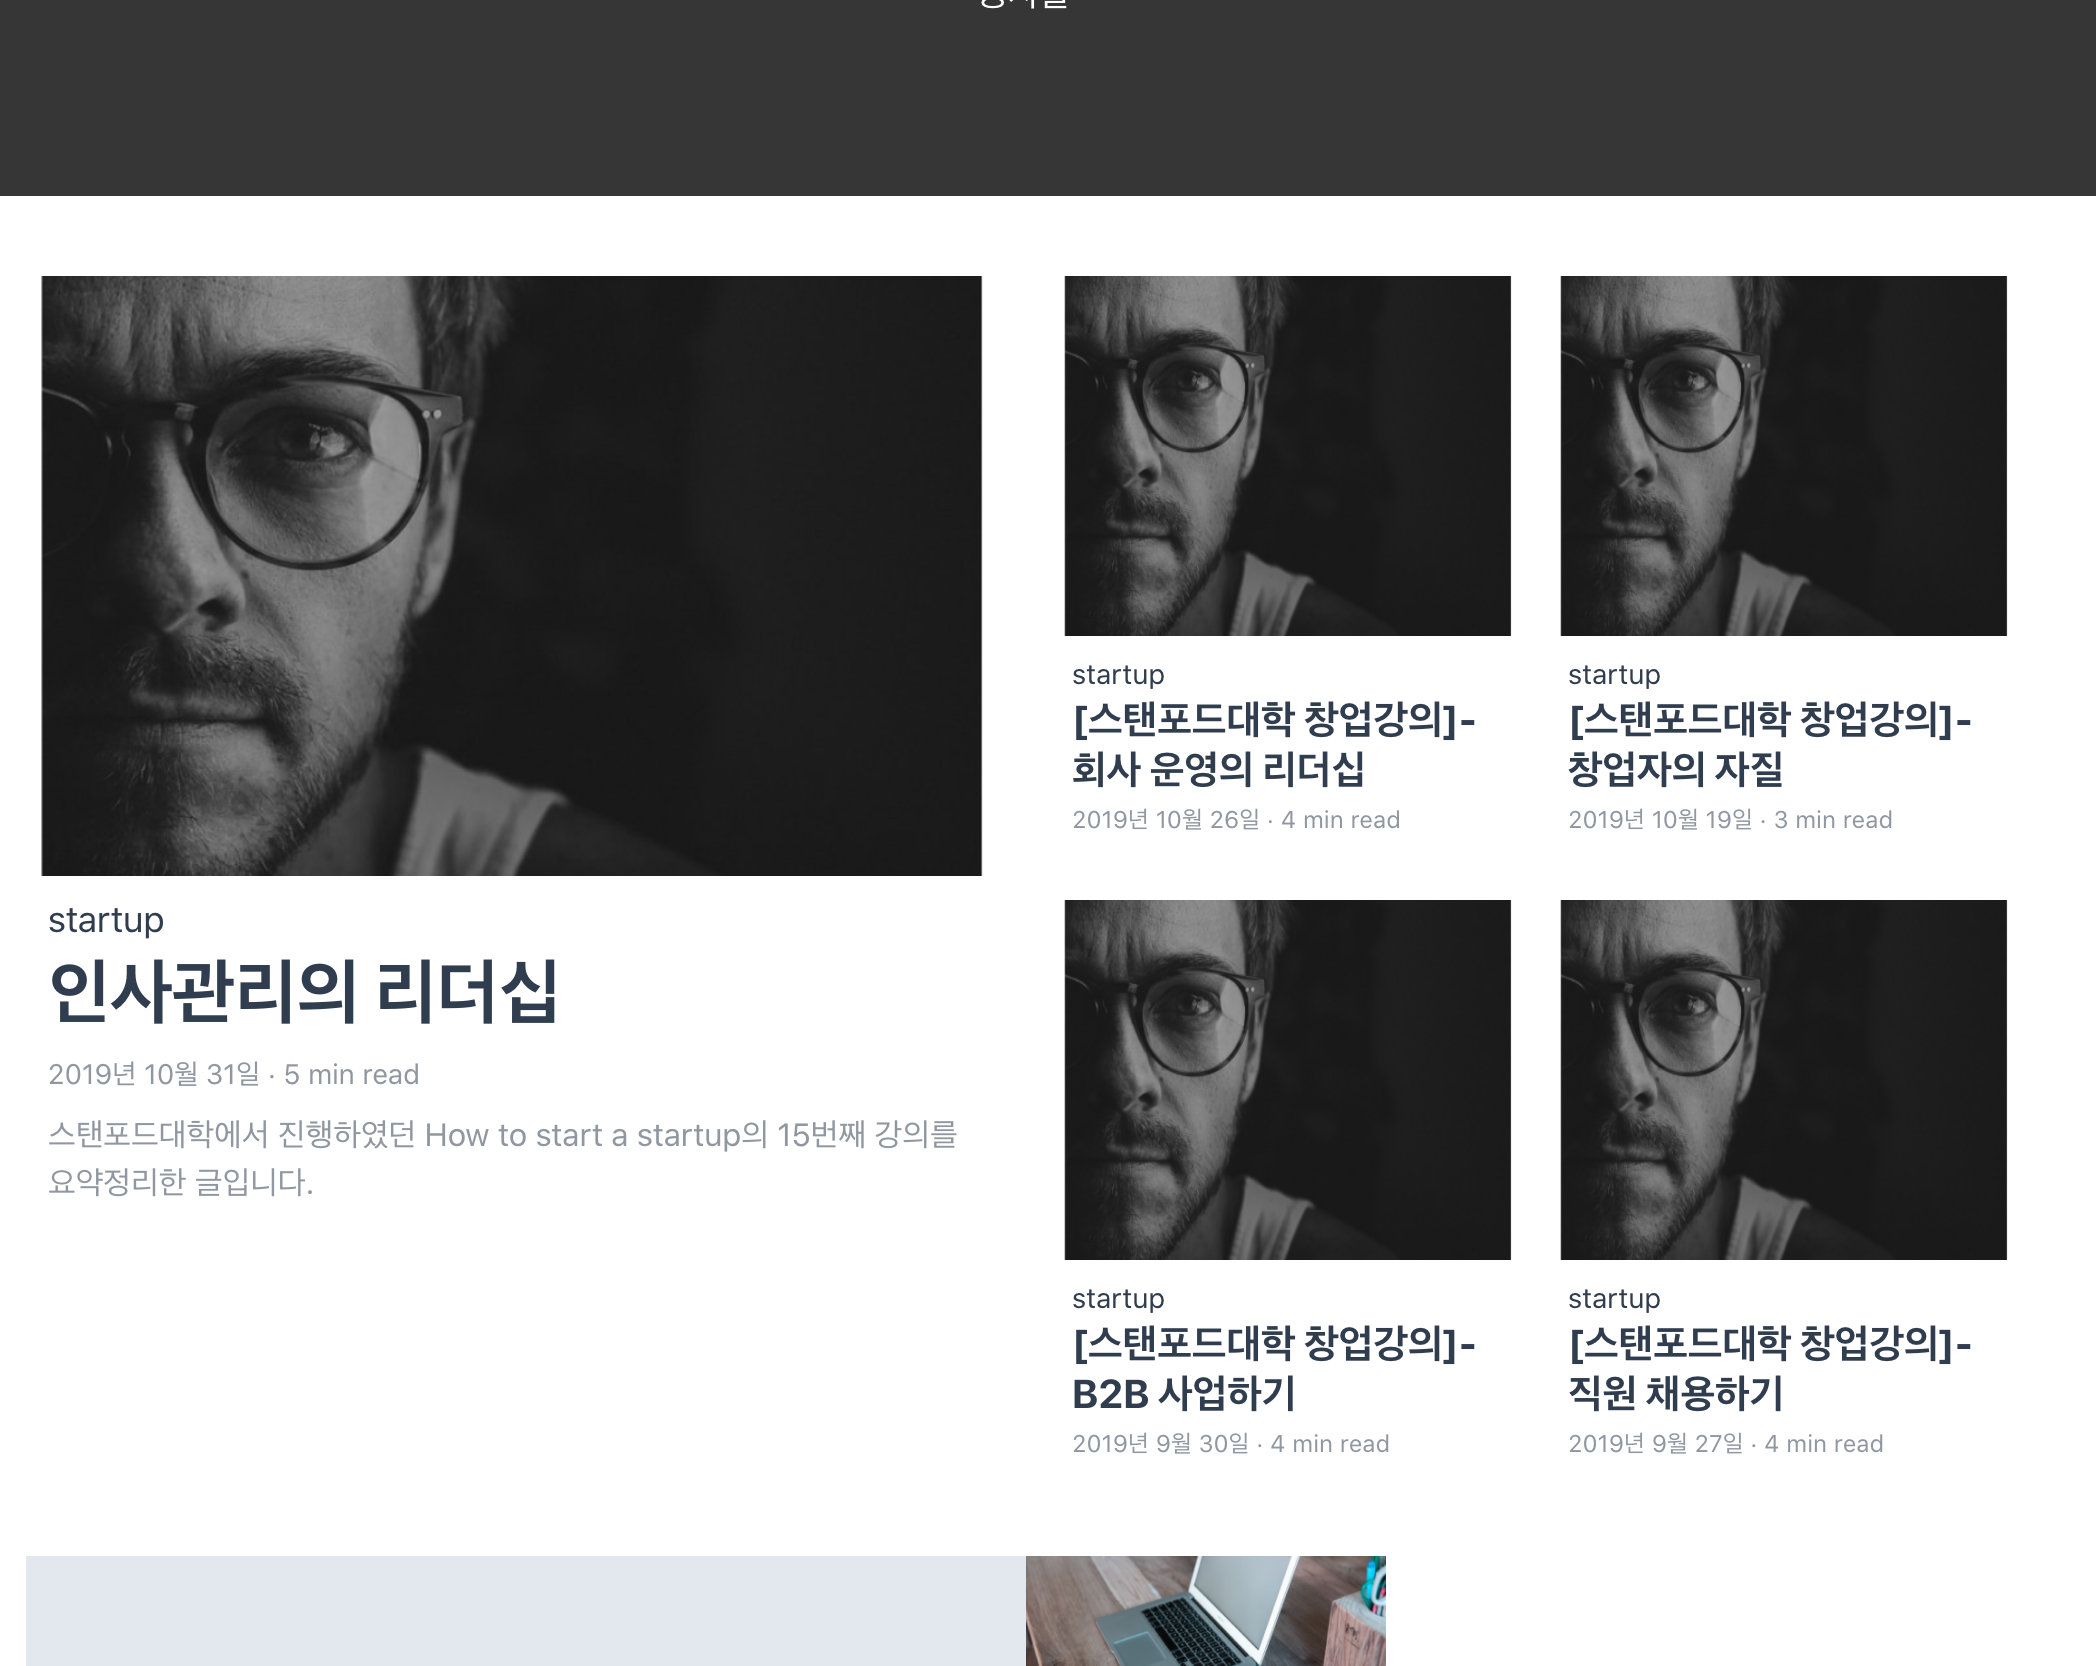 startup
인사관리의 리더십
2019년 10월 31일 · 5 min read
스탠포드대학에서 진행하였던 How to start a startup의 15번째 강의를
요약정리한 글입니다.
startup
[스탠포드대학 창업강의]-
회사 운영의 리더십
2019년 10월 26일 · 4 min read
startup
[스탠포드대학 창업강의]-
창업자의 자질
2019년 10월 19일 · 3 min read
startup
[스탠포드대학 창업강의]-
B2B 사업하기
2019년 9월 30일 · 4 min read
startup
[스탠포드대학 창업강의]-
직원 채용하기
2019년 9월 27일 · 4 min read